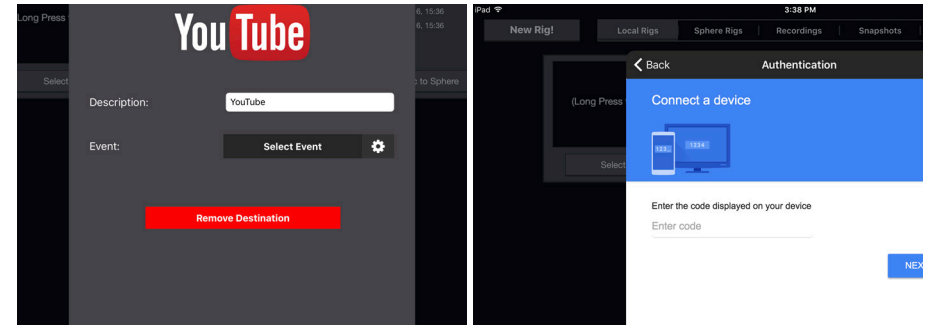 Long Press
6, 15:36
6, 15:36
YouTube
Select
to Sphere
Description:
YouTube
Event:
Select Event
Remove Destination
iPad
3:38 PM
New Rig!
Local Rigs
Sphere Rigs
Recordings
Snapshots
Back
Authentication
(Long Press
Connect a device
123_
1234
Select
Enter the code displayed on your device
Enter code
NEX